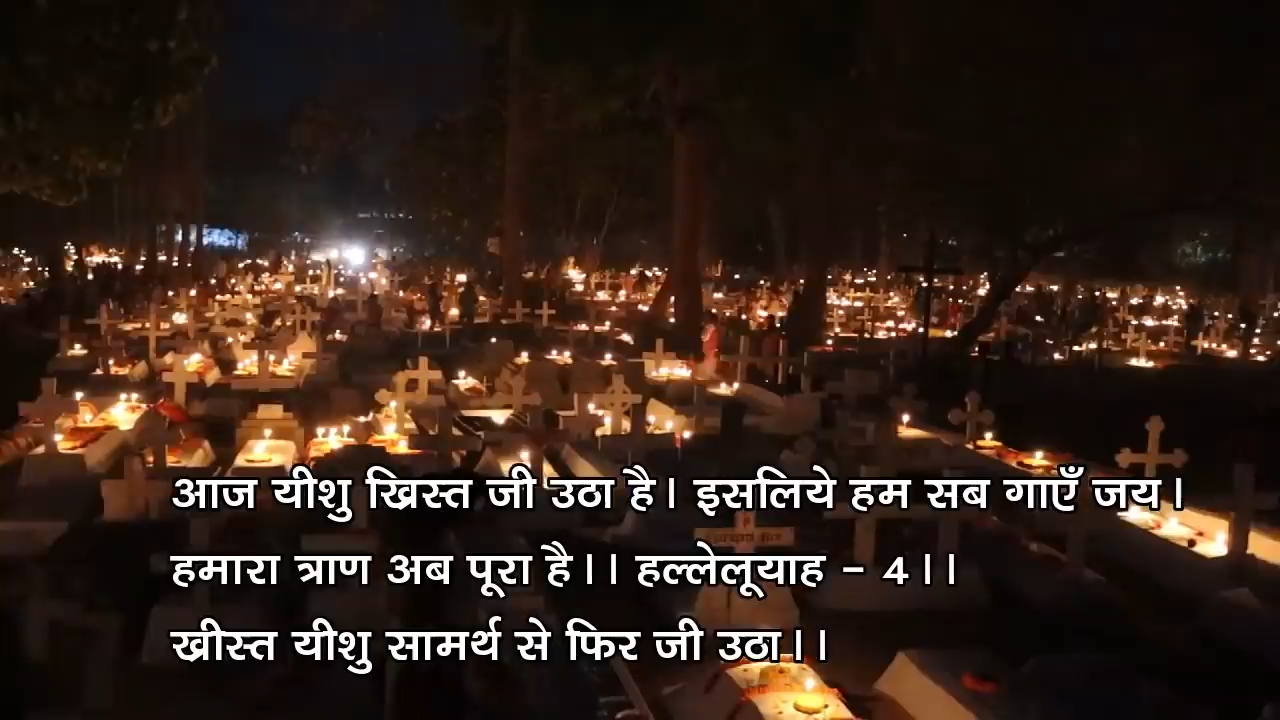 आज यीशु ख्रिस्त जी उठा है। इसलिये हम सब गाएँ जय।
हमारा त्राण अब पूरा है।। हल्लेलूयाह - 4।।
ख्रीस्त यीशु सामर्थ से फिर जी उठा।।